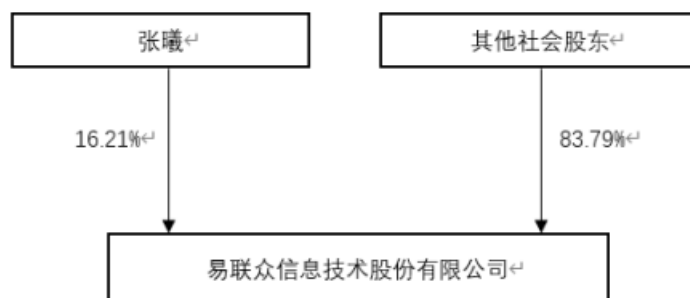 张曦
其他社会股东
16.21%
83.79%
易联众信息技术股份有限公司